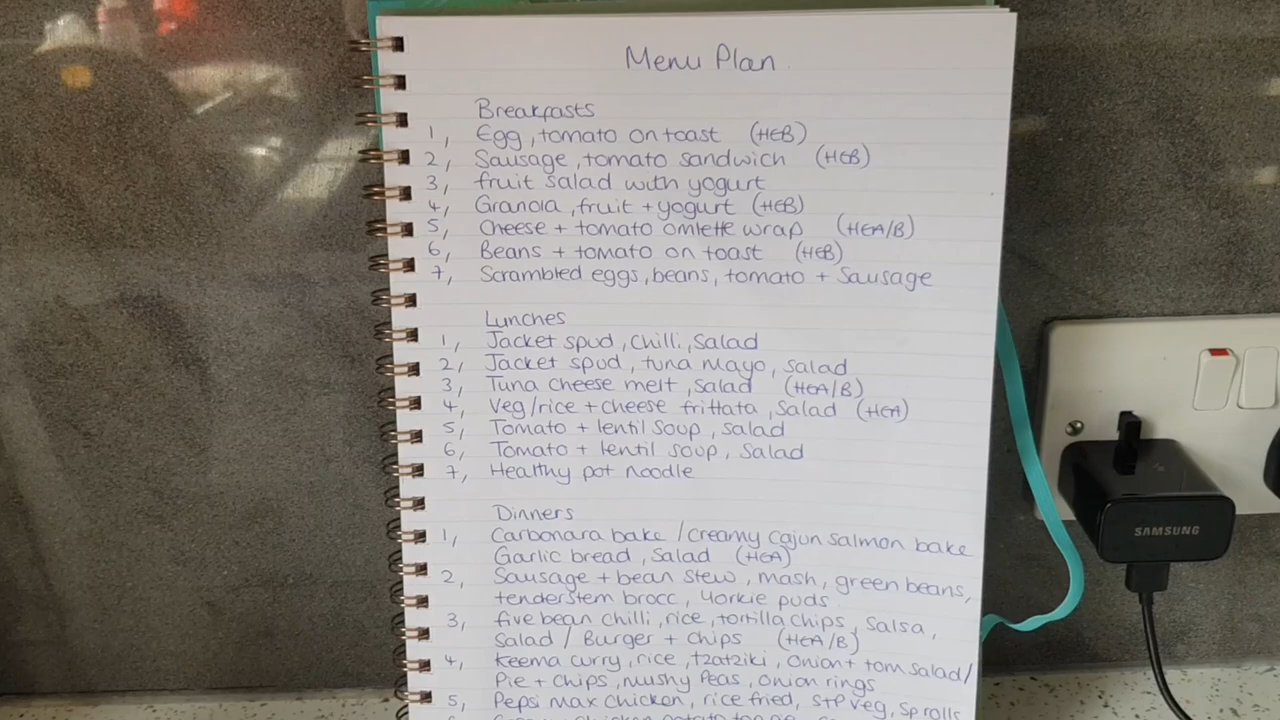 Menu Plan
Breakfasts
1, Egg, tomato on toast (HEB)
2, Sausage, tomato sandwich (HEB)
3, fruit salad with yogurt
4, Granola, fruit + yogurt (HEB)
5, Cheese + tomato omlette wrap (HEA/B)
6, Beans + tomato on toast (HEB)
7, Scrambled eggs, beans, tomato + Sausage
Lunches
1, Jacket spud, chilli, salad
2, Jacket spud, tuna mayo, salad
3, Tuna cheese melt, salad (HEA/B)
4, Veg/rice + cheese frittata, salad (HEA)
5, Tomato + lentil soup, salad
6, Tomato + lentil soup, salad
7, Healthy pot noodle
Dinners
1, Carbonara bake / creamy cajun salmon bake
Garlic bread, salad (HEA)
2, Sausage + bean stew, mash, green beans,
tenderstem brocc, Yorkie puds
3, five bean chilli, rice, tortilla chips, salsa,
Salad / Burger + chips (HEA/B)
4, Keema curry, rice, tzatziki, onion + tom salad /
Pie + chips, mushy peas, onion rings
5, Pepsi max chicken, rice fried, S+P veg, Sp rolls
SAMSUNG